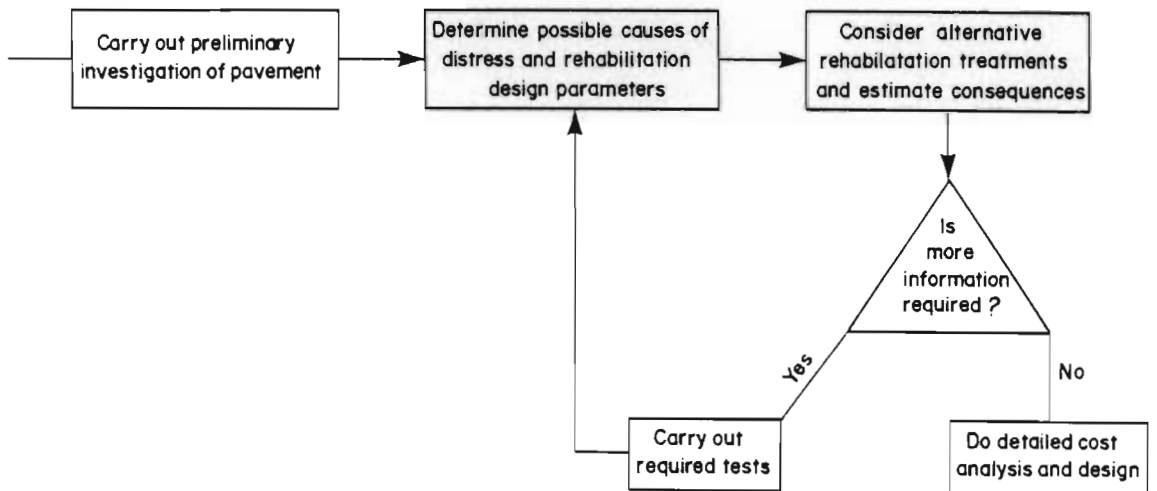 Carry out preliminary
investigation of pavement
Determine possible causes of
distress and rehabilitation
design parameters
Consider alternative
rehabilatation treatments
and estimate consequences
Is
more
information
required ?
Yes
No
Carry out
required tests
Do detailed cost
analysis and design